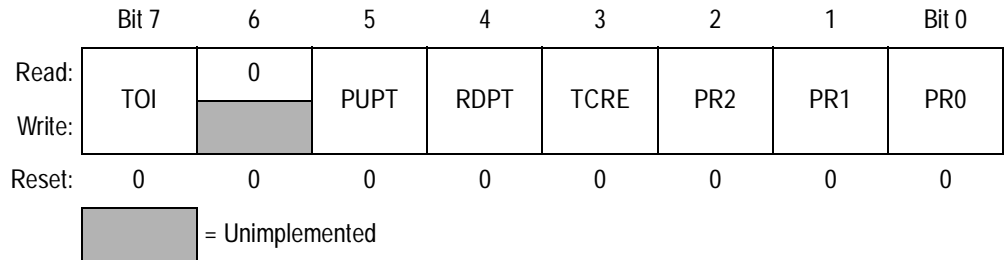 Bit 7 6 5 4 3 2 1 Bit 0
Read: TOI 0 PUPT RDPT TCRE PR2 PR1 PR0
Write:
Reset: 0 0 0 0 0 0 0 0
= Unimplemented